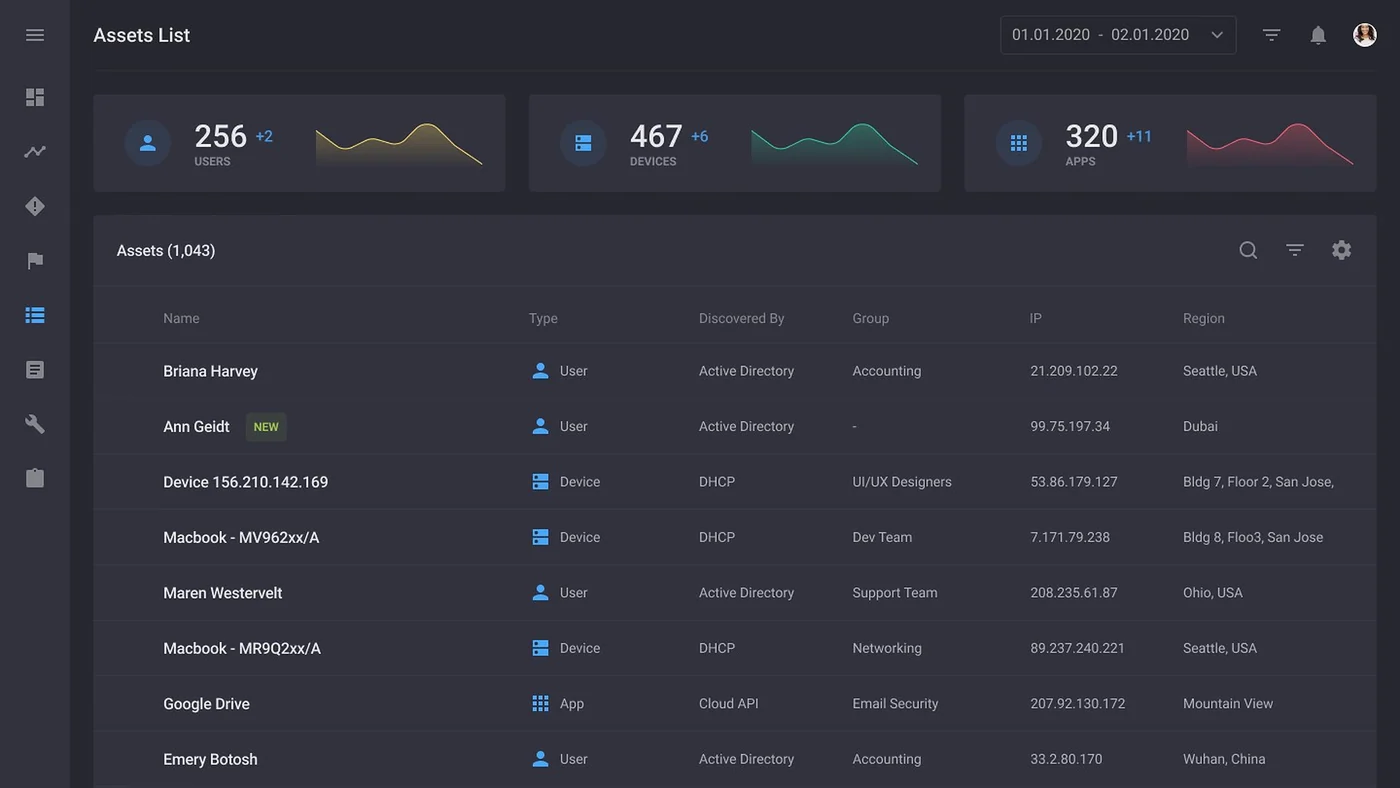 Assets List
01.01.2020 - 02.01.2020
256 +2
USERS
467 +6
DEVICES
320 +11
APPS
Assets (1,043)
Name Type Discovered By Group IP Region
Briana Harvey User Active Directory Accounting 21.209.102.22 Seattle, USA
Ann Geidt NEW User Active Directory - 99.75.197.34 Dubai
Device 156.210.142.169 Device DHCP UI/UX Designers 53.86.179.127 Bldg 7, Floor 2, San Jose,
Macbook - MV962xx/A Device DHCP Dev Team 7.171.79.238 Bldg 8, Floo3, San Jose
Maren Westervelt User Active Directory Support Team 208.235.61.87 Ohio, USA
Macbook - MR9Q2xx/A Device DHCP Networking 89.237.240.221 Seattle, USA
Google Drive App Cloud API Email Security 207.92.130.172 Mountain View
Emery Botosh User Active Directory Accounting 33.2.80.170 Wuhan, China